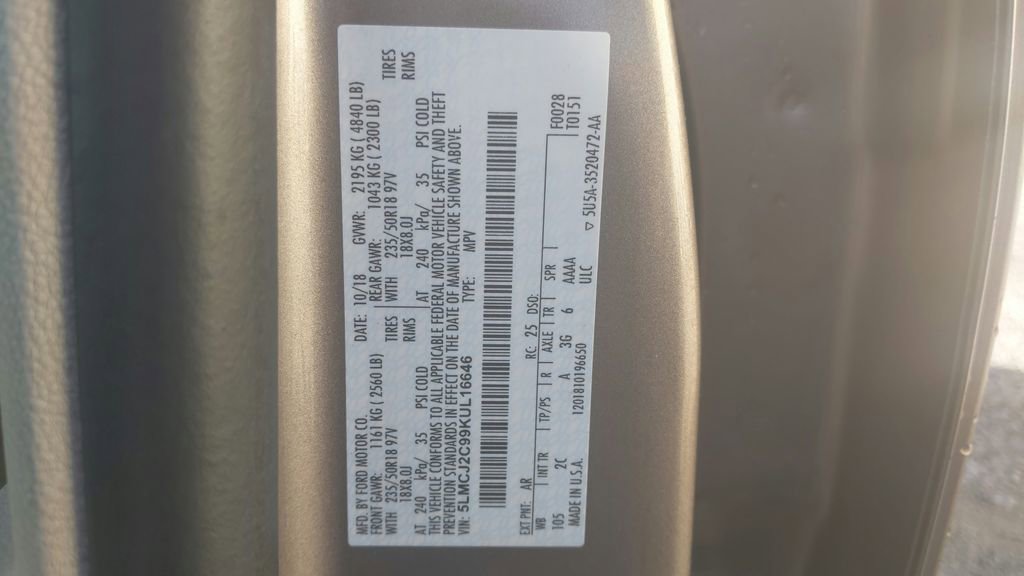 MFD. BY FORD MOTOR CO.
DATE: 10/18 GVWR: 2195 KG ( 4840 LB)
FRONT GAWR: 1161 KG ( 2560 LB) REAR GAWR: 1043 KG ( 2300 LB)
WITH 235/50R18 97V TIRES WITH 235/50R18 97V TIRES
18X8.0J RIMS 18X8.0J RIMS
AT 240 kPa/ 35 PSI COLD AT 240 kPa/ 35 PSI COLD
THIS VEHICLE CONFORMS TO ALL APPLICABLE FEDERAL MOTOR VEHICLE SAFETY AND THEFT
PREVENTION STANDARDS IN EFFECT ON THE DATE OF MANUFACTURE SHOWN ABOVE.
VIN: 5LMCJ2C99KUL16646 TYPE: MPV
EXT PNT: AR RC: 25 DSO: F0028
WB INT TR TP/PS R AXLE TR SPR T0151
105 2C A 3G 6 AAAA
MADE IN U.S.A. 1201810196650 ULC
▽ 5U5A-3520472-AA